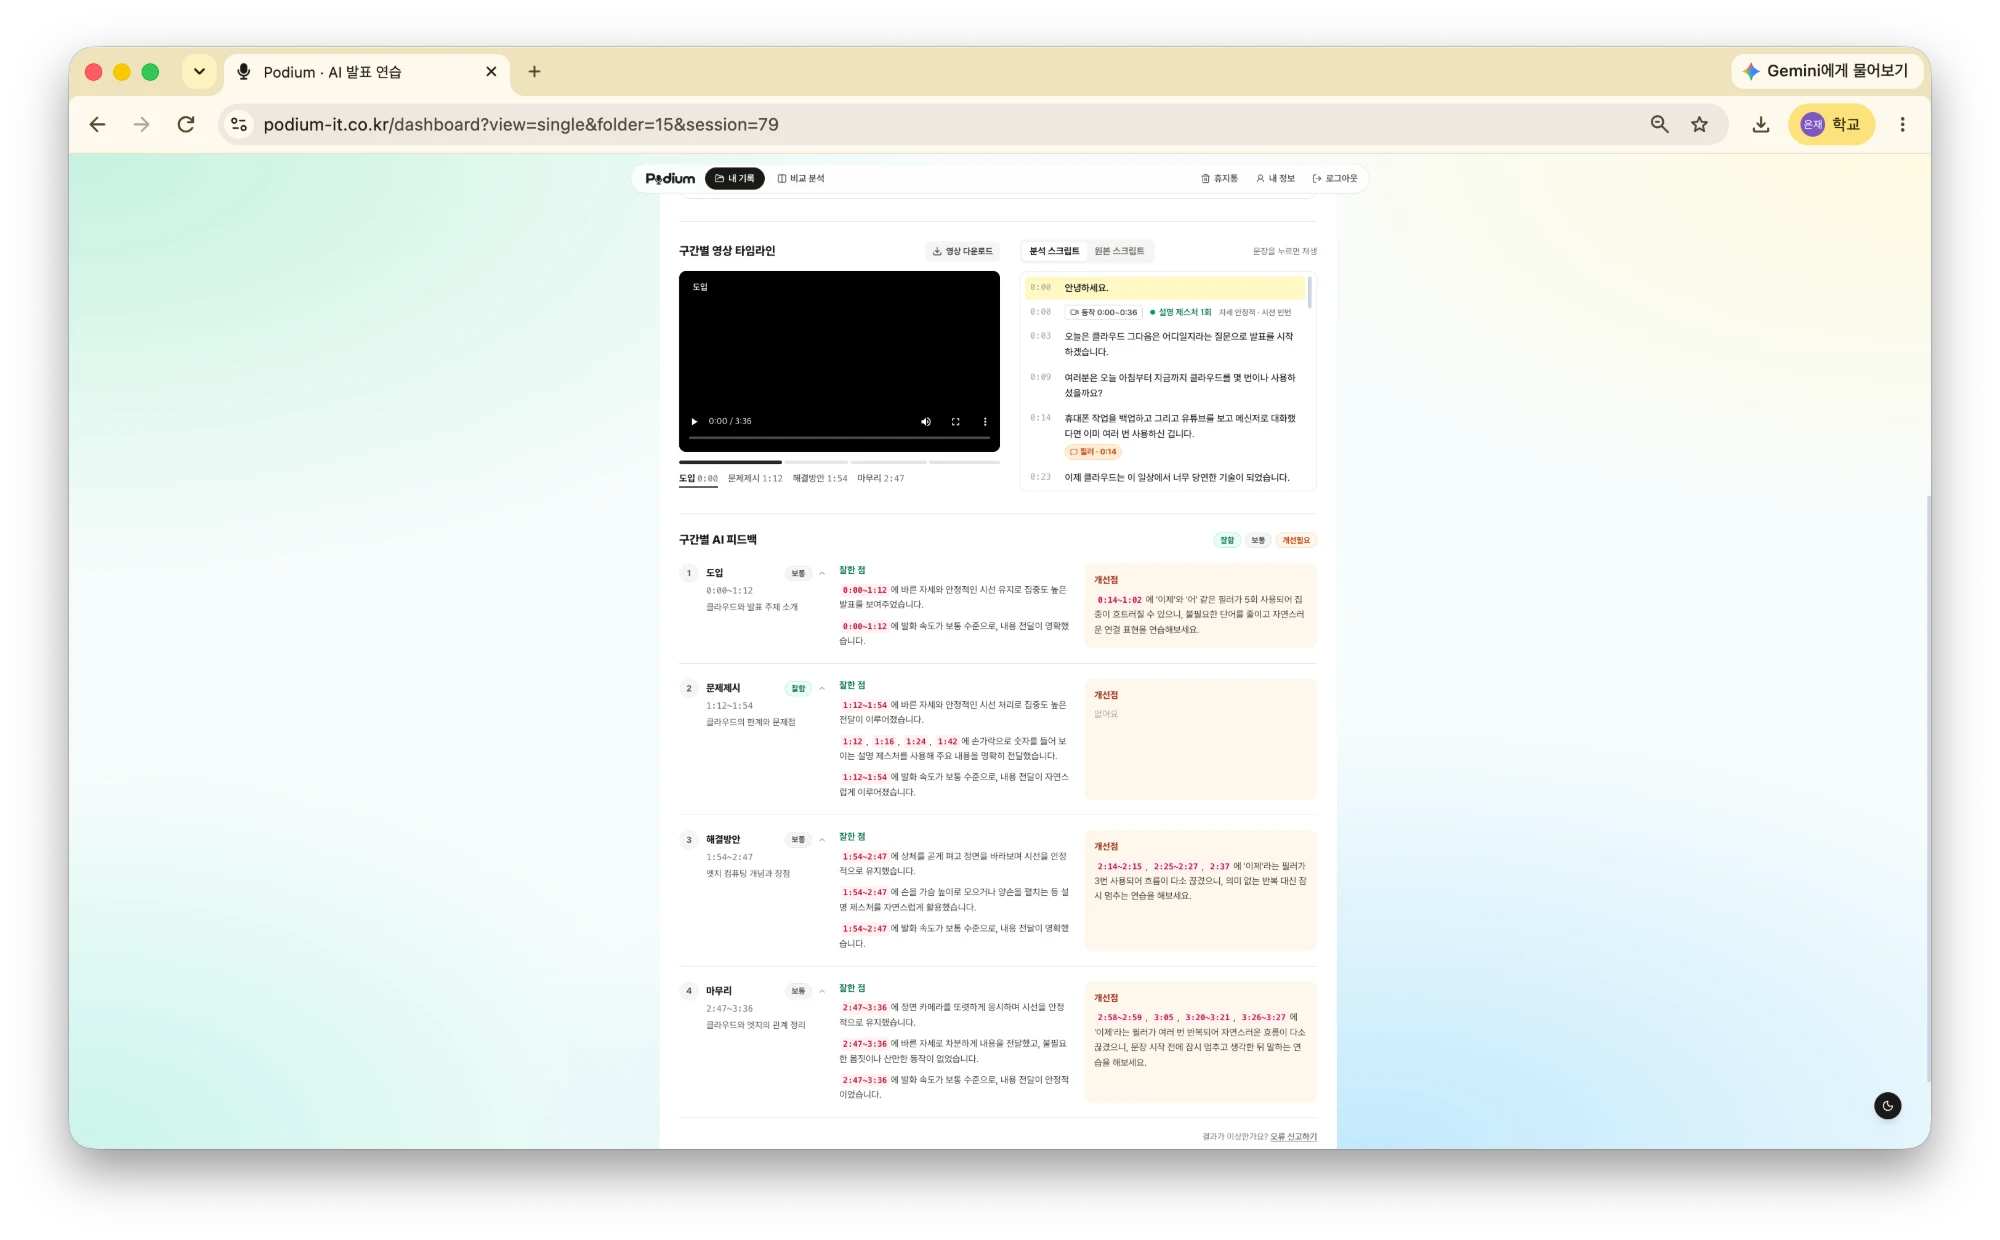 Podium · AI 발표 연습
Gemini에게 물어보기
podium-it.co.kr/dashboard?view=single&folder=15&session=79
은재 학교
Podium 내 기록 비교 분석 휴지통 내 정보 로그아웃
구간별 영상 타임라인 영상 다운로드
도입
0:00 / 3:36
도입 0:00 문제제시 1:12 해결방안 1:54 마무리 2:47
분석 스크립트 원본 스크립트 문장을 누르면 재생
0:00 안녕하세요.
0:00 동작 0:00~0:36 설명 제스처 1회 자세 안정적 · 시선 빈번
0:03 오늘은 클라우드 그다음은 어디일지라는 질문으로 발표를 시작
하겠습니다.
0:09 여러분은 오늘 아침부터 지금까지 클라우드를 몇 번이나 사용하
셨을까요?
0:14 휴대폰 작업을 백업하고 그리고 유튜브를 보고 메신저로 대화했
다면 이미 여러 번 사용하신 겁니다.
필러 · 0:14
0:23 이제 클라우드는 이 일상에서 너무 당연한 기술이 되었습니다.
구간별 AI 피드백 잘함 보통 개선필요
1 도입 보통
0:00~1:12
클라우드와 발표 주제 소개
잘한 점
0:00~1:12 에 바른 자세와 안정적인 시선 유지로 집중도 높은
발표를 보여주었습니다.
0:00~1:12 에 발화 속도가 보통 수준으로, 내용 전달이 명확했
습니다.
개선점
0:14~1:02 에 '이제'와 '어' 같은 필러가 5회 사용되어 집
중이 흐트러질 수 있으니, 불필요한 단어를 줄이고 자연스러
운 연결 표현을 연습해보세요.
2 문제제시 잘함
1:12~1:54
클라우드의 한계와 문제점
잘한 점
1:12~1:54 에 바른 자세와 안정적인 시선 처리로 집중도 높은
전달이 이루어졌습니다.
1:12 , 1:16 , 1:24 , 1:42 에 손가락으로 숫자를 들어 보
이는 설명 제스처를 사용해 주요 내용을 명확히 전달했습니다.
1:12~1:54 에 발화 속도가 보통 수준으로, 내용 전달이 자연스
럽게 이루어졌습니다.
개선점
없어요
3 해결방안 보통
1:54~2:47
엣지 컴퓨팅 개념과 장점
잘한 점
1:54~2:47 에 상체를 곧게 펴고 정면을 바라보며 시선을 안정
적으로 유지했습니다.
1:54~2:47 에 손을 가슴 높이로 모으거나 양손을 펼치는 등 설
명 제스처를 자연스럽게 활용했습니다.
1:54~2:47 에 발화 속도가 보통 수준으로, 내용 전달이 명확했
습니다.
개선점
2:14~2:15 , 2:25~2:27 , 2:37 에 '이제'라는 필러가
3번 사용되어 흐름이 다소 끊겼으니, 의미 없는 반복 대신 잠
시 멈추는 연습을 해보세요.
4 마무리 보통
2:47~3:36
클라우드와 엣지의 관계 정리
잘한 점
2:47~3:36 에 정면 카메라를 또렷하게 응시하며 시선을 안정
적으로 유지했습니다.
2:47~3:36 에 바른 자세로 차분하게 내용을 전달했고, 불필요
한 몸짓이나 산만한 동작이 없었습니다.
2:47~3:36 에 발화 속도가 보통 수준으로, 내용 전달이 안정적
이었습니다.
개선점
2:58~2:59 , 3:05 , 3:20~3:21 , 3:26~3:27 에
'이제'라는 필러가 여러 번 반복되어 자연스러운 흐름이 다소
끊겼으니, 문장 시작 전에 잠시 멈추고 생각한 뒤 말하는 연
습을 해보세요.
결과가 이상한가요? 오류 신고하기